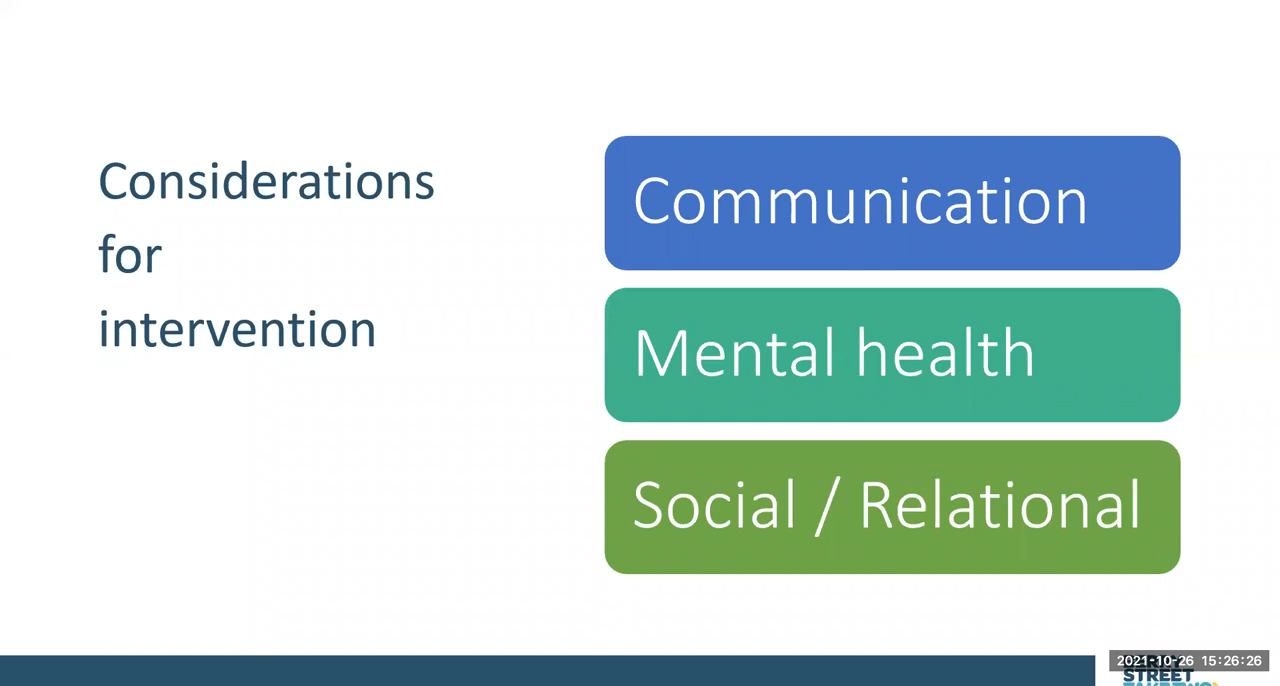 Considerations
for
intervention
Communication
Mental health
Social / Relational
2021-10-26 15:26:26
STREET